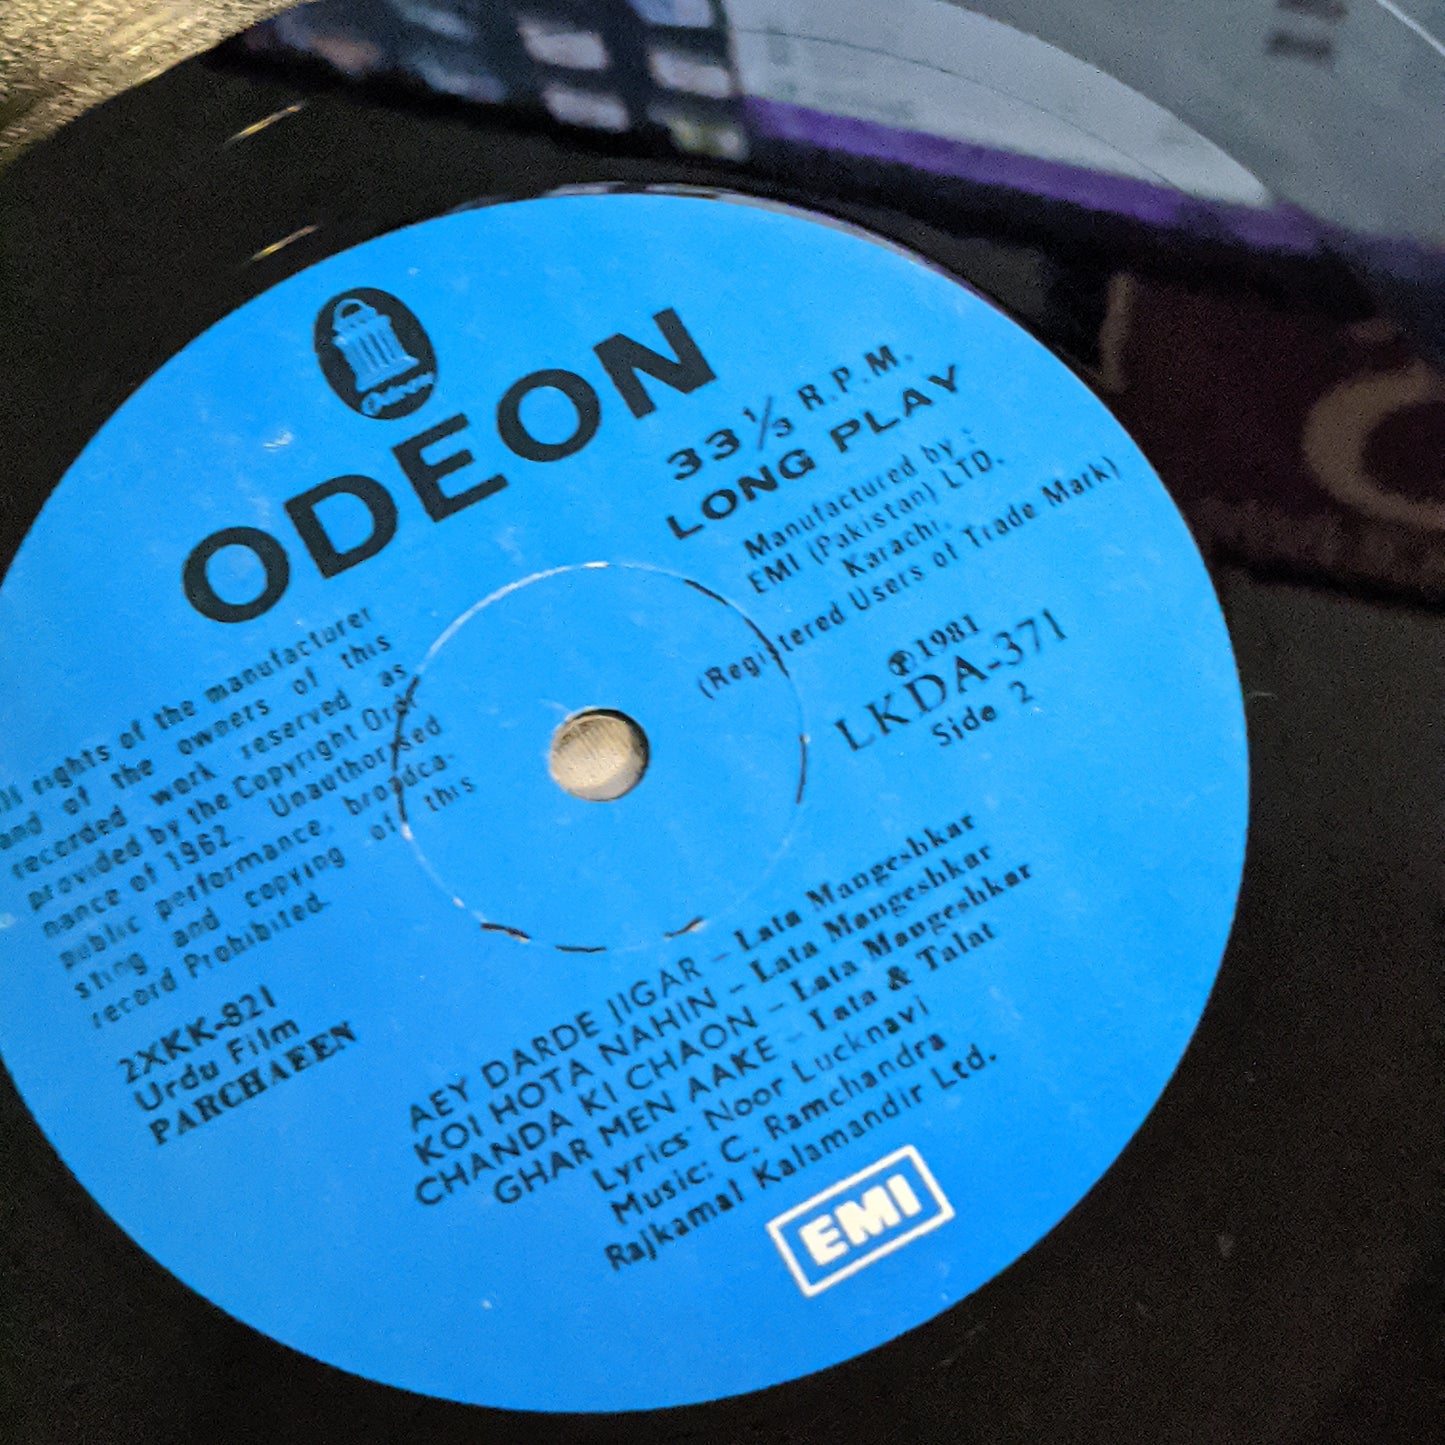 Odeon
ODEON
33 1/3 R.P.M.
LONG PLAY
Manufactured by :
EMI (Pakistan) LTD.
Karachi.
(Registered Users of Trade Mark)
℗1981
LKDA-371
Side 2
rights of the manufacturer
and of the owners of this
recorded work reserved as
provided by the Copyright
nance of 1962. Unauthorised
public performance, broadca-
sting and copying of this
record Prohibited.
2XKK-821
Urdu Film
PARCHAEEN
AEY DARDE JIGAR – Lata Mangeshkar
KOI HOTA NAHIN – Lata Mangeshkar
CHANDA KI CHAON – Lata Mangeshkar
GHAR MEN AAKE – Lata & Talat
Lyrics: Noor Lucknavi
Music: C. Ramchandra
Rajkamal Kalamandir Ltd.
EMI